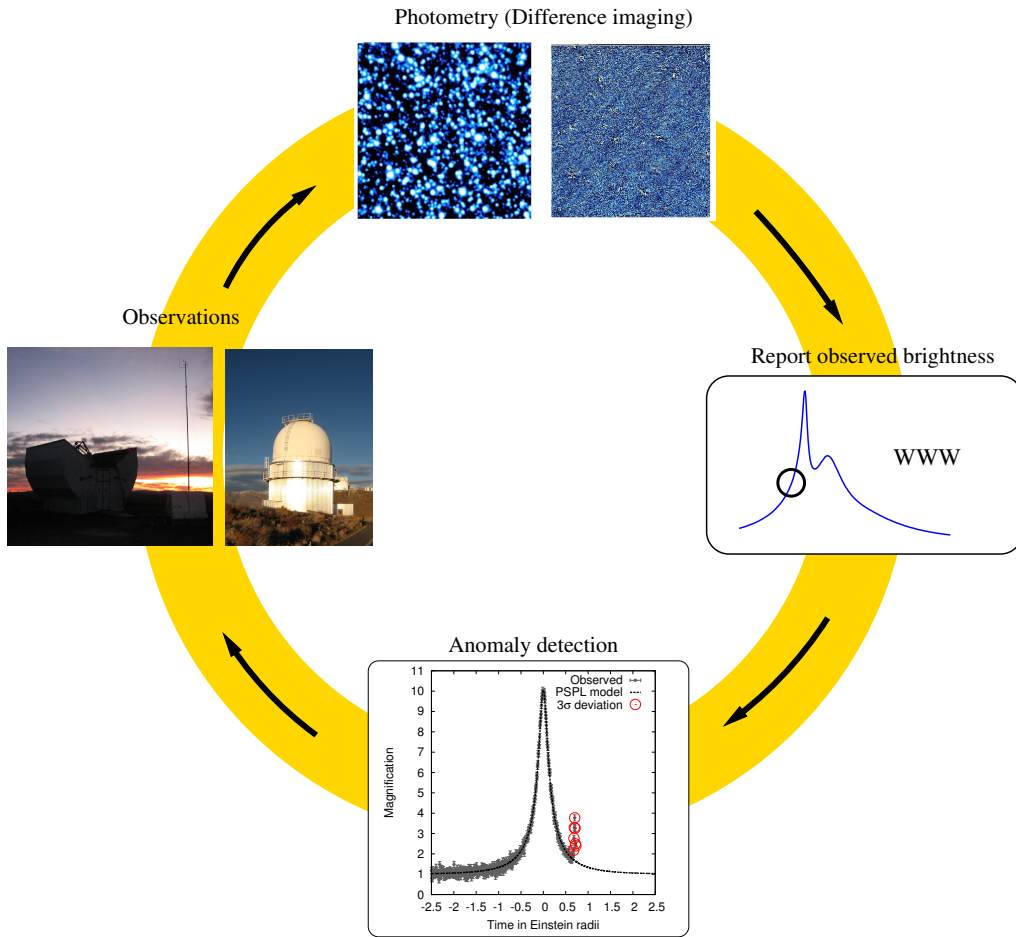 Photometry (Difference imaging)
Observations
Report observed brightness
WWW
Anomaly detection
Observed
PSPL model
3σ deviation
Magnification
11
10
9
8
7
6
5
4
3
2
1
0
-2.5 -2 -1.5 -1 -0.5 0 0.5 1 1.5 2 2.5
Time in Einstein radii